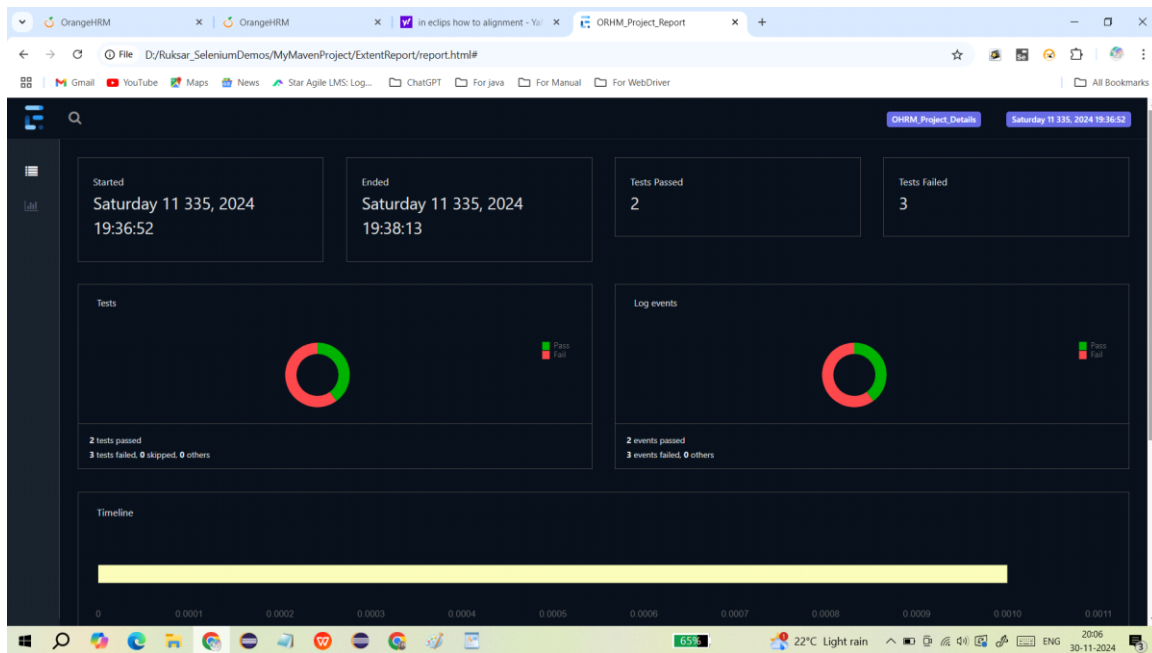 OrangeHRM
OrangeHRM
in eclips how to alignment - Ya
ORHM_Project_Report
File D:/Ruksar_SeleniumDemos/MyMavenProject/ExtentReport/report.html#
Gmail YouTube Maps News Star Agile LMS: Log... ChatGPT For java For Manual For WebDriver All Bookmarks
OHRM_Project_Details Saturday 11 335, 2024 19:36:52
Started
Saturday 11 335, 2024
19:36:52
Ended
Saturday 11 335, 2024
19:38:13
Tests Passed
2
Tests Failed
3
Tests
Pass
Fail
2 tests passed
3 tests failed, 0 skipped, 0 others
Log events
Pass
Fail
2 events passed
3 events failed, 0 others
Timeline
0 0.0001 0.0002 0.0003 0.0004 0.0005 0.0006 0.0007 0.0008 0.0009 0.0010 0.0011
65% 22°C Light rain ENG 20:06
30-11-2024
3